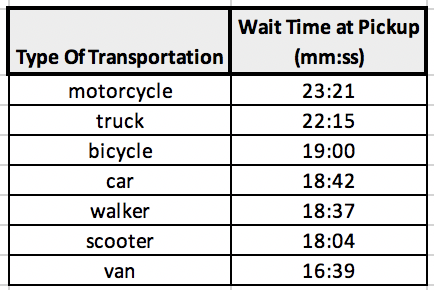 Type Of Transportation Wait Time at Pickup
(mm:ss)
motorcycle 23:21
truck 22:15
bicycle 19:00
car 18:42
walker 18:37
scooter 18:04
van 16:39